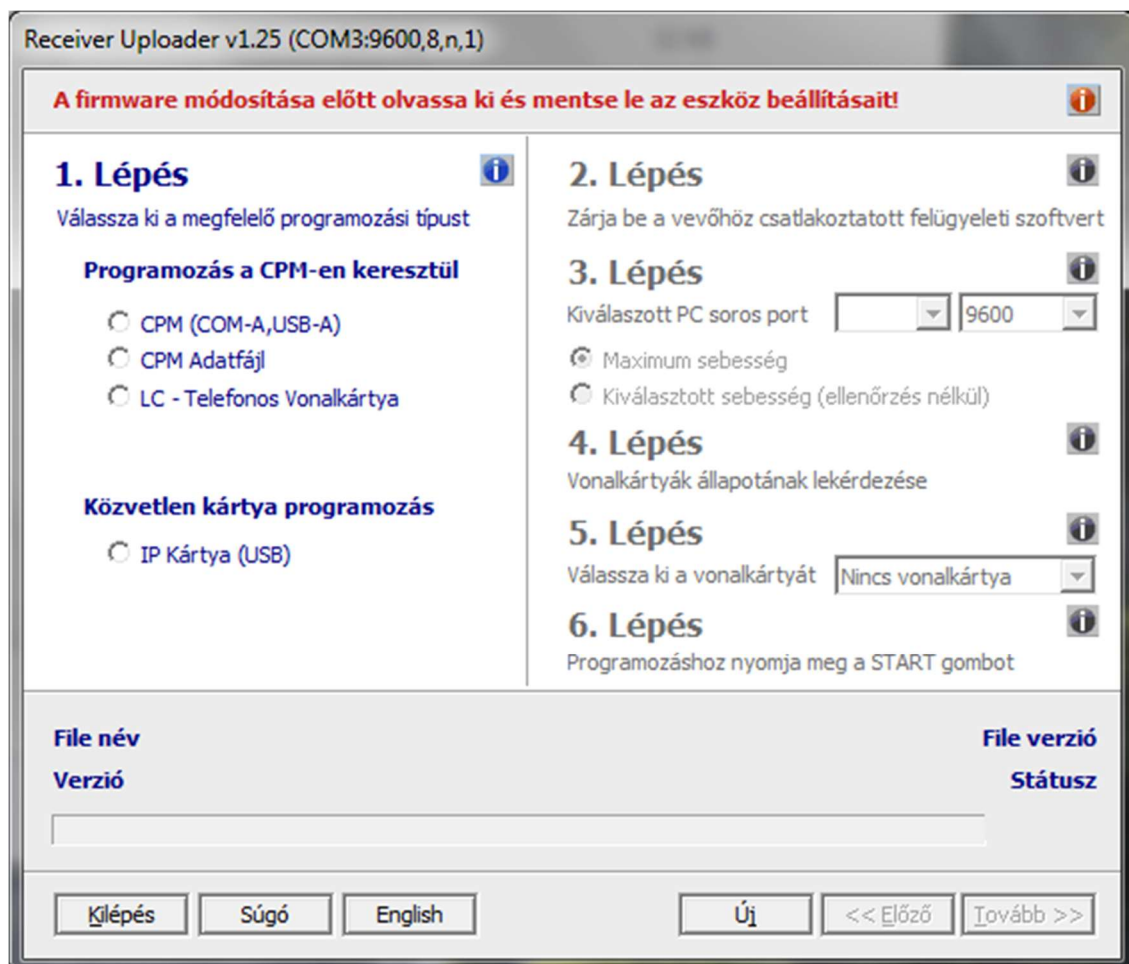 Receiver Uploader v1.25 (COM3:9600,8,n,1)
A firmware módosítása előtt olvassa ki és mentse le az eszköz beállításait!
1. Lépés
Válassza ki a megfelelő programozási típust
Programozás a CPM-en keresztül
CPM (COM-A,USB-A)
CPM Adatfájl
LC - Telefonos Vonalkártya
Közvetlen kártya programozás
IP Kártya (USB)
2. Lépés
Zárja be a vevőhöz csatlakoztatott felügyeleti szoftvert
3. Lépés
Kiválaszott PC soros port 9600
Maximum sebesség
Kiválasztott sebesség (ellenőrzés nélkül)
4. Lépés
Vonalkártyák állapotának lekérdezése
5. Lépés
Válassza ki a vonalkártyát Nincs vonalkártya
6. Lépés
Programozáshoz nyomja meg a START gombot
File név File verzió
Verzió Státusz
Kilépés Súgó English Új << Előző Tovább >>